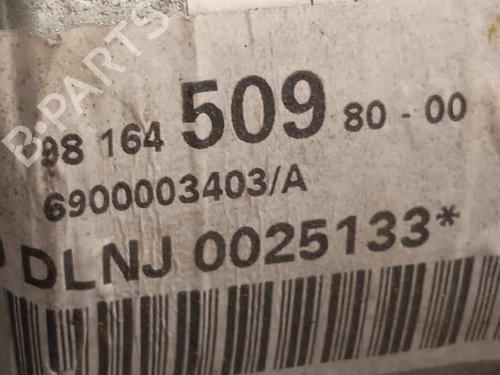 B-PARTS
98 164 509 80 - 00
6900003403/A
DLNJ 0025133*